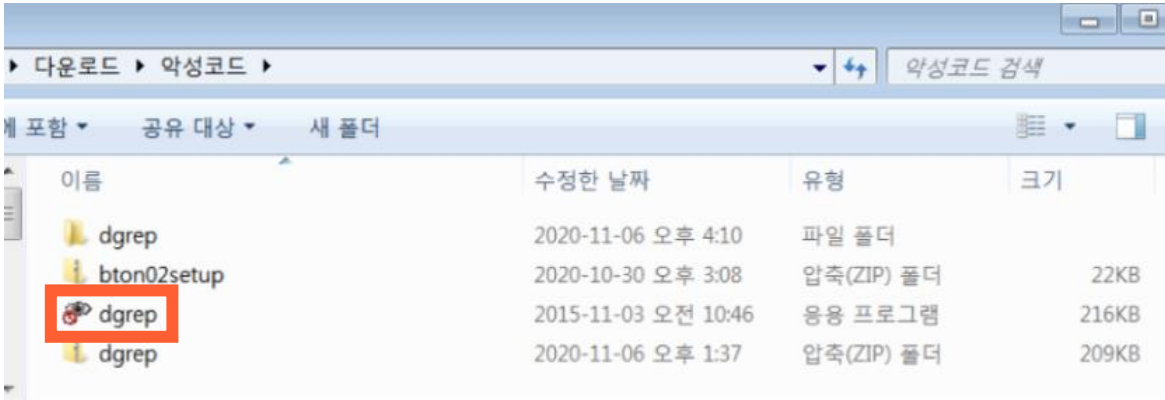 다운로드 ▶ 악성코드 ▶ 악성코드 검색
에 포함 공유 대상 새 폴더
이름 수정한 날짜 유형 크기
dgrep 2020-11-06 오후 4:10 파일 폴더
bton02setup 2020-10-30 오후 3:08 압축(ZIP) 폴더 22KB
dgrep 2015-11-03 오전 10:46 응용 프로그램 216KB
dgrep 2020-11-06 오후 1:37 압축(ZIP) 폴더 209KB